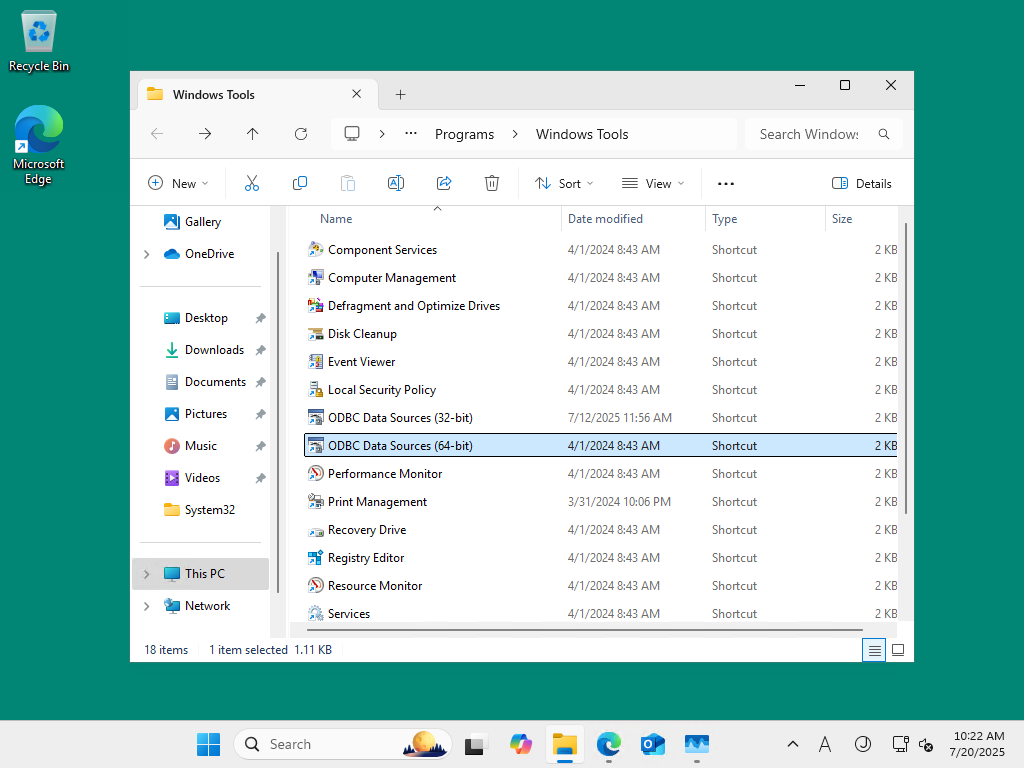 Recycle Bin
Microsoft
Edge
Windows Tools
Programs
Windows Tools
Search Windows
New
Sort
View
Details
Name
Date modified
Type
Size
Gallery
OneDrive
Desktop
Downloads
Documents
Pictures
Music
Videos
System32
This PC
Network
Component Services 4/1/2024 8:43 AM Shortcut 2 KB
Computer Management 4/1/2024 8:43 AM Shortcut 2 KB
Defragment and Optimize Drives 4/1/2024 8:43 AM Shortcut 2 KB
Disk Cleanup 4/1/2024 8:43 AM Shortcut 2 KB
Event Viewer 4/1/2024 8:43 AM Shortcut 2 KB
Local Security Policy 4/1/2024 8:43 AM Shortcut 2 KB
ODBC Data Sources (32-bit) 7/12/2025 11:56 AM Shortcut 2 KB
ODBC Data Sources (64-bit) 4/1/2024 8:43 AM Shortcut 2 KB
Performance Monitor 4/1/2024 8:43 AM Shortcut 2 KB
Print Management 3/31/2024 10:06 PM Shortcut 2 KB
Recovery Drive 4/1/2024 8:43 AM Shortcut 2 KB
Registry Editor 4/1/2024 8:43 AM Shortcut 2 KB
Resource Monitor 4/1/2024 8:43 AM Shortcut 2 KB
Services 4/1/2024 8:43 AM Shortcut 2 KB
18 items
1 item selected 1.11 KB
Search
A
10:22 AM
7/20/2025